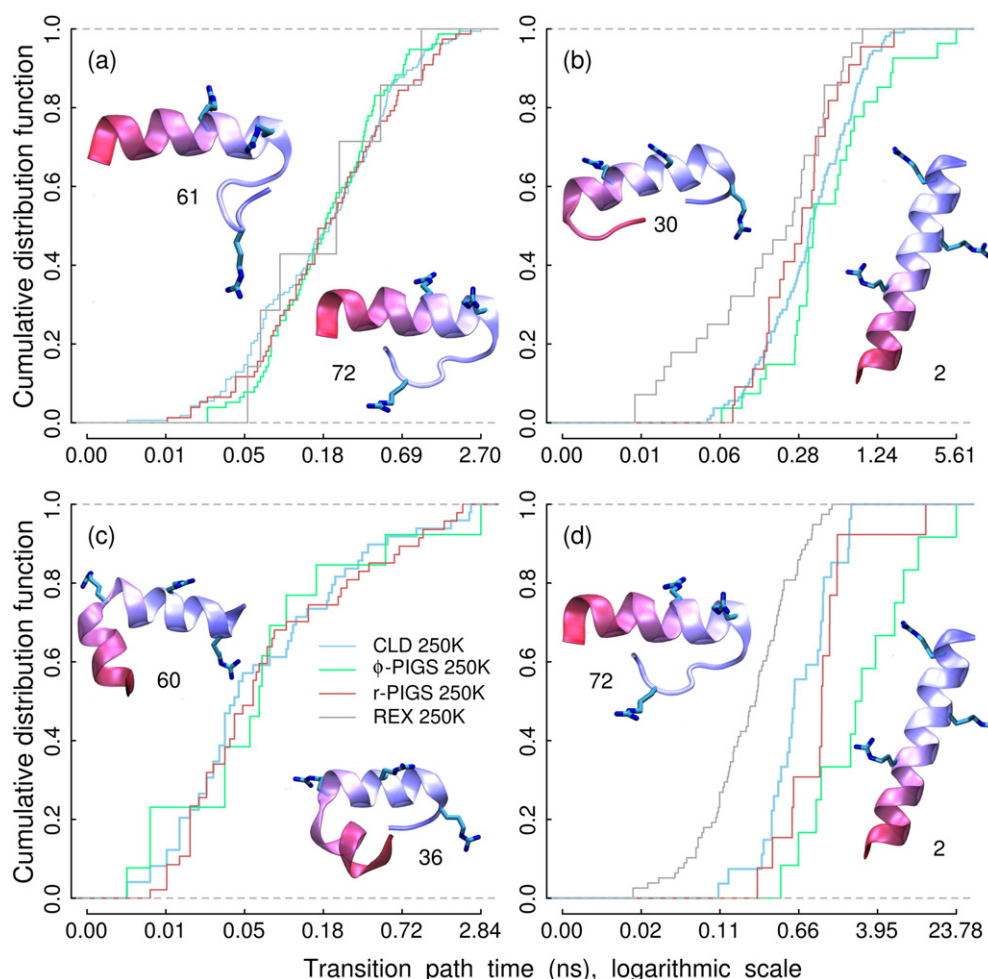 Cumulative distribution function
0.0 0.2 0.4 0.6 0.8 1.0
(a)
61
72
0.00 0.01 0.05 0.18 0.69 2.70
0.0 0.2 0.4 0.6 0.8 1.0
(b)
30
2
0.00 0.01 0.06 0.28 1.24 5.61
Cumulative distribution function
0.0 0.2 0.4 0.6 0.8 1.0
(c)
60
CLD 250K
ϕ-PIGS 250K
r-PIGS 250K
REX 250K
36
0.00 0.01 0.05 0.18 0.72 2.84
0.0 0.2 0.4 0.6 0.8 1.0
(d)
72
2
0.00 0.02 0.11 0.66 3.95 23.78
Transition path time (ns), logarithmic scale